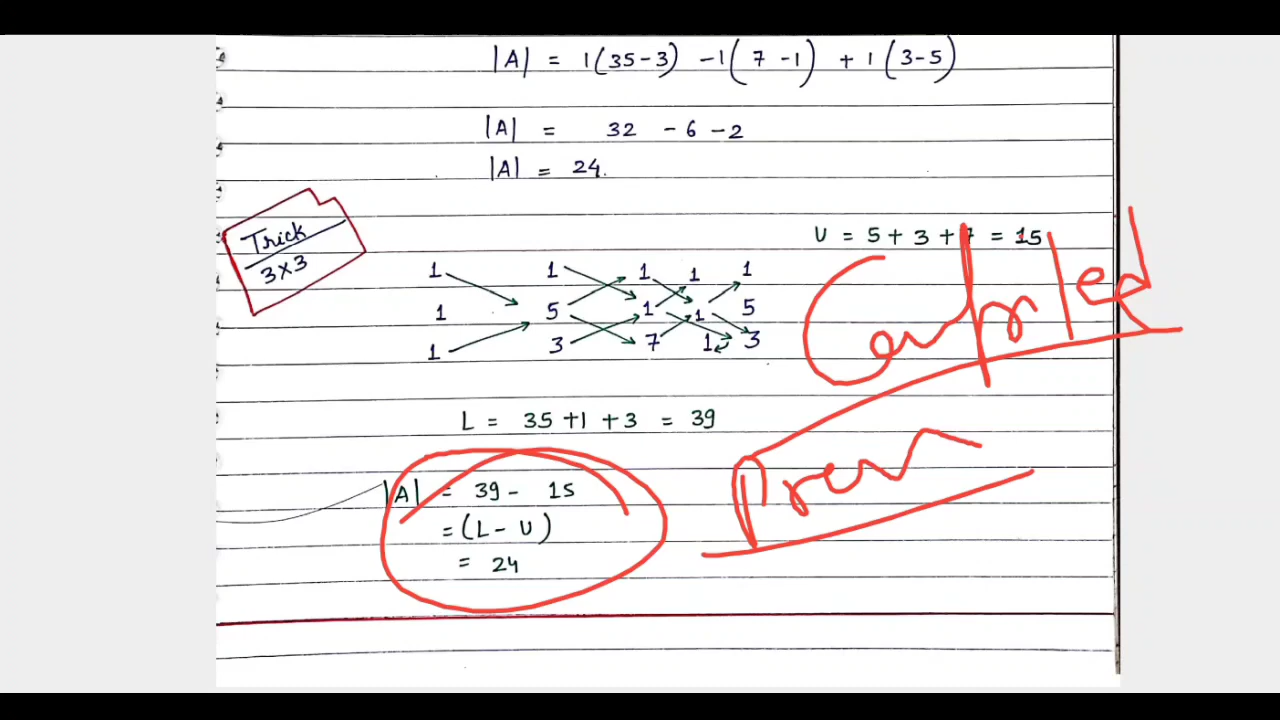 |A| = 1(35-3) -1(7-1) + 1(3-5)
|A| = 32 - 6 - 2
|A| = 24.
Trick
3x3
U = 5 + 3 + 7 = 15
1 1 1 1 1
1 5 1 1 5
1 3 7 1 3
L = 35 + 1 + 3 = 39
|A| = 39 - 15
= (L - U)
= 24